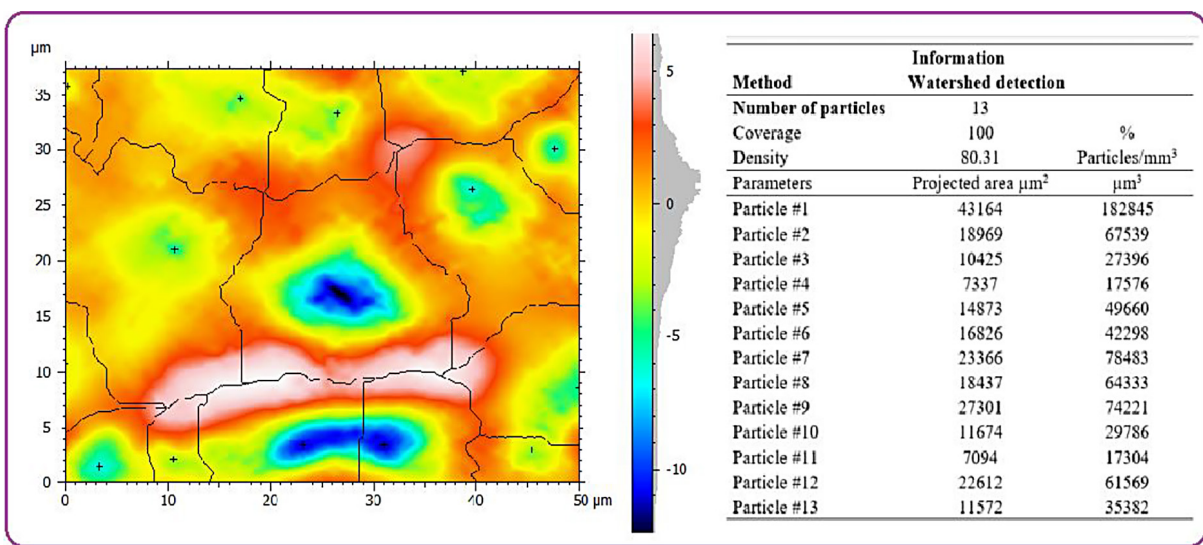 µm
35
30
25
20
15
10
5
0
0 10 20 30 40 50 µm
5
0
-5
-10
Information
Method Watershed detection
Number of particles 13
Coverage 100 %
Density 80.31 Particles/mm³
Parameters Projected area µm² µm³
Particle #1 43164 182845
Particle #2 18969 67539
Particle #3 10425 27396
Particle #4 7337 17576
Particle #5 14873 49660
Particle #6 16826 42298
Particle #7 23366 78483
Particle #8 18437 64333
Particle #9 27301 74221
Particle #10 11674 29786
Particle #11 7094 17304
Particle #12 22612 61569
Particle #13 11572 35382